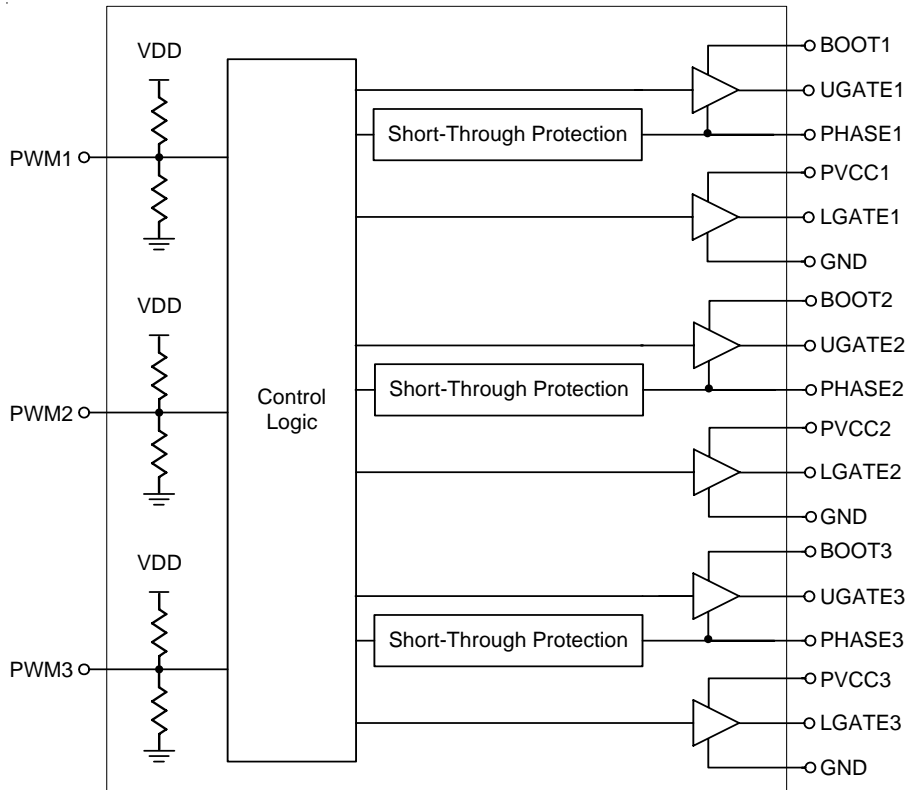 BOOT1
VDD
UGATE1
Short-Through Protection
PHASE1
PWM1
PVCC1
LGATE1
GND
VDD
BOOT2
UGATE2
Short-Through Protection
PHASE2
Control
Logic
PWM2
PVCC2
LGATE2
GND
VDD
BOOT3
UGATE3
Short-Through Protection
PHASE3
PWM3
PVCC3
LGATE3
GND